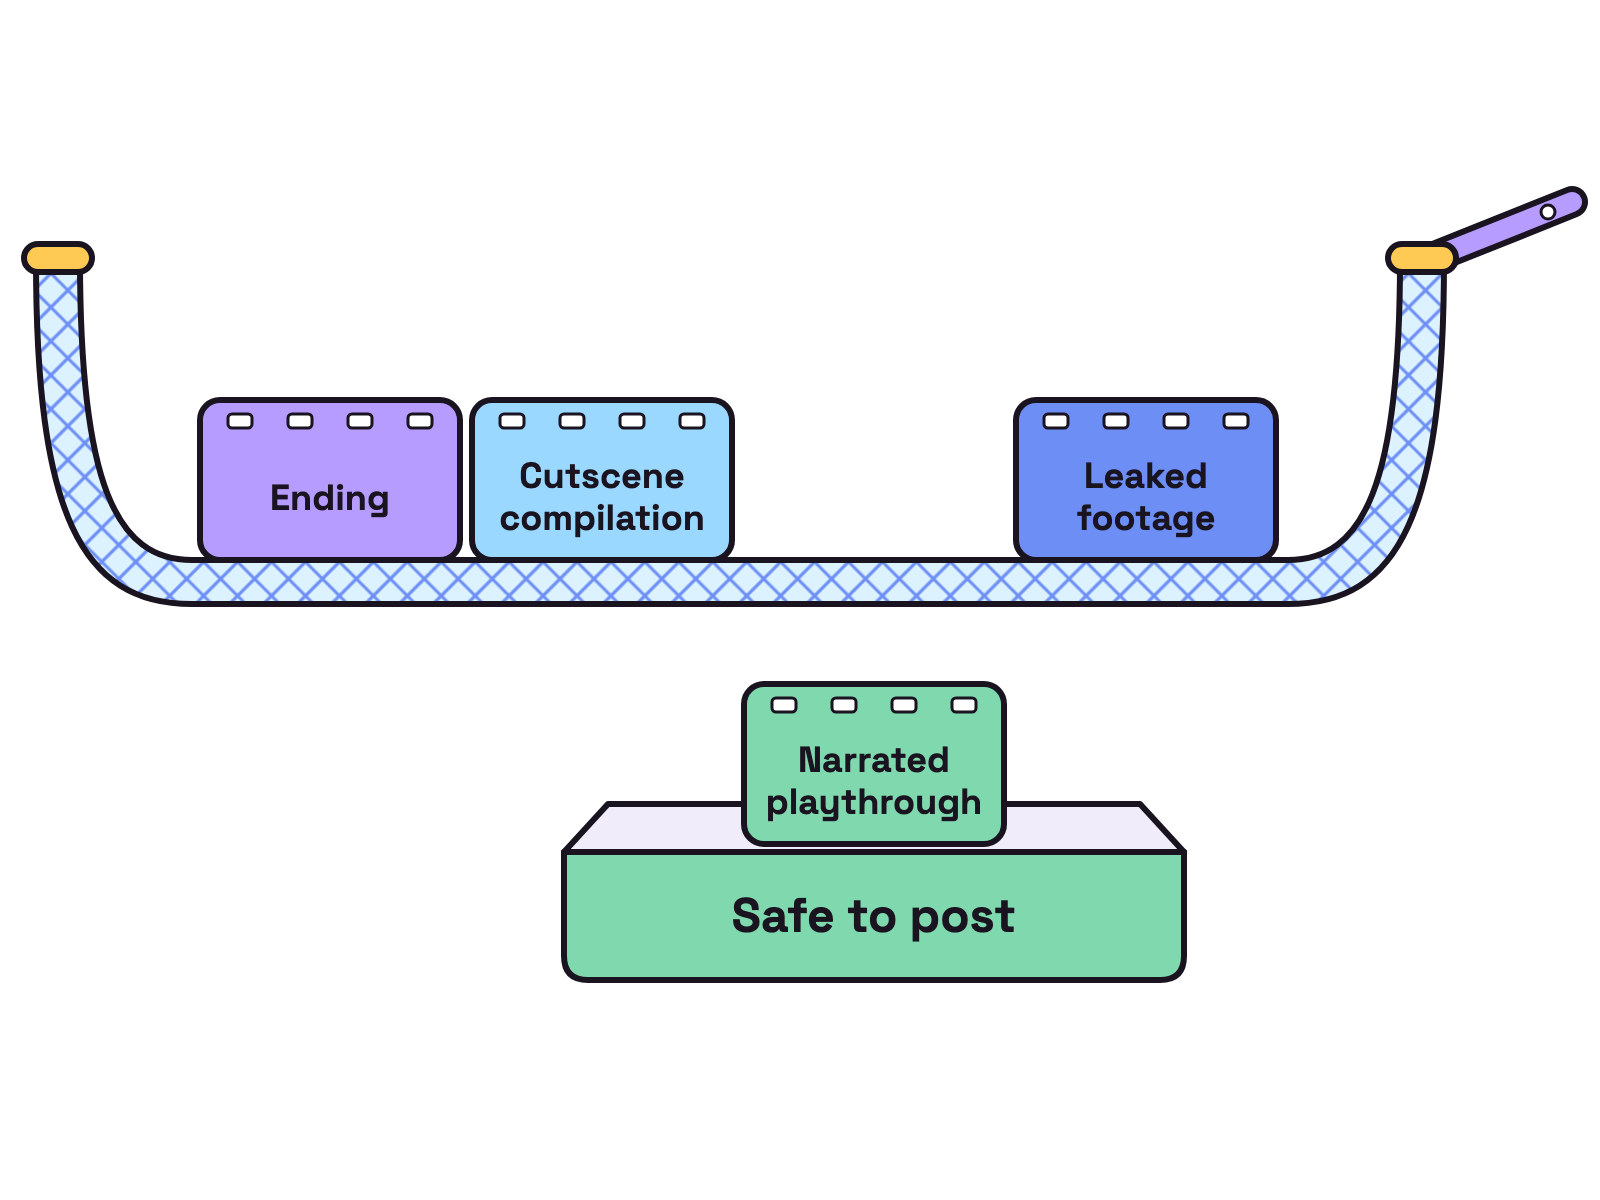 Ending
Cutscene
compilation
Leaked
footage
Narrated
playthrough
Safe to post